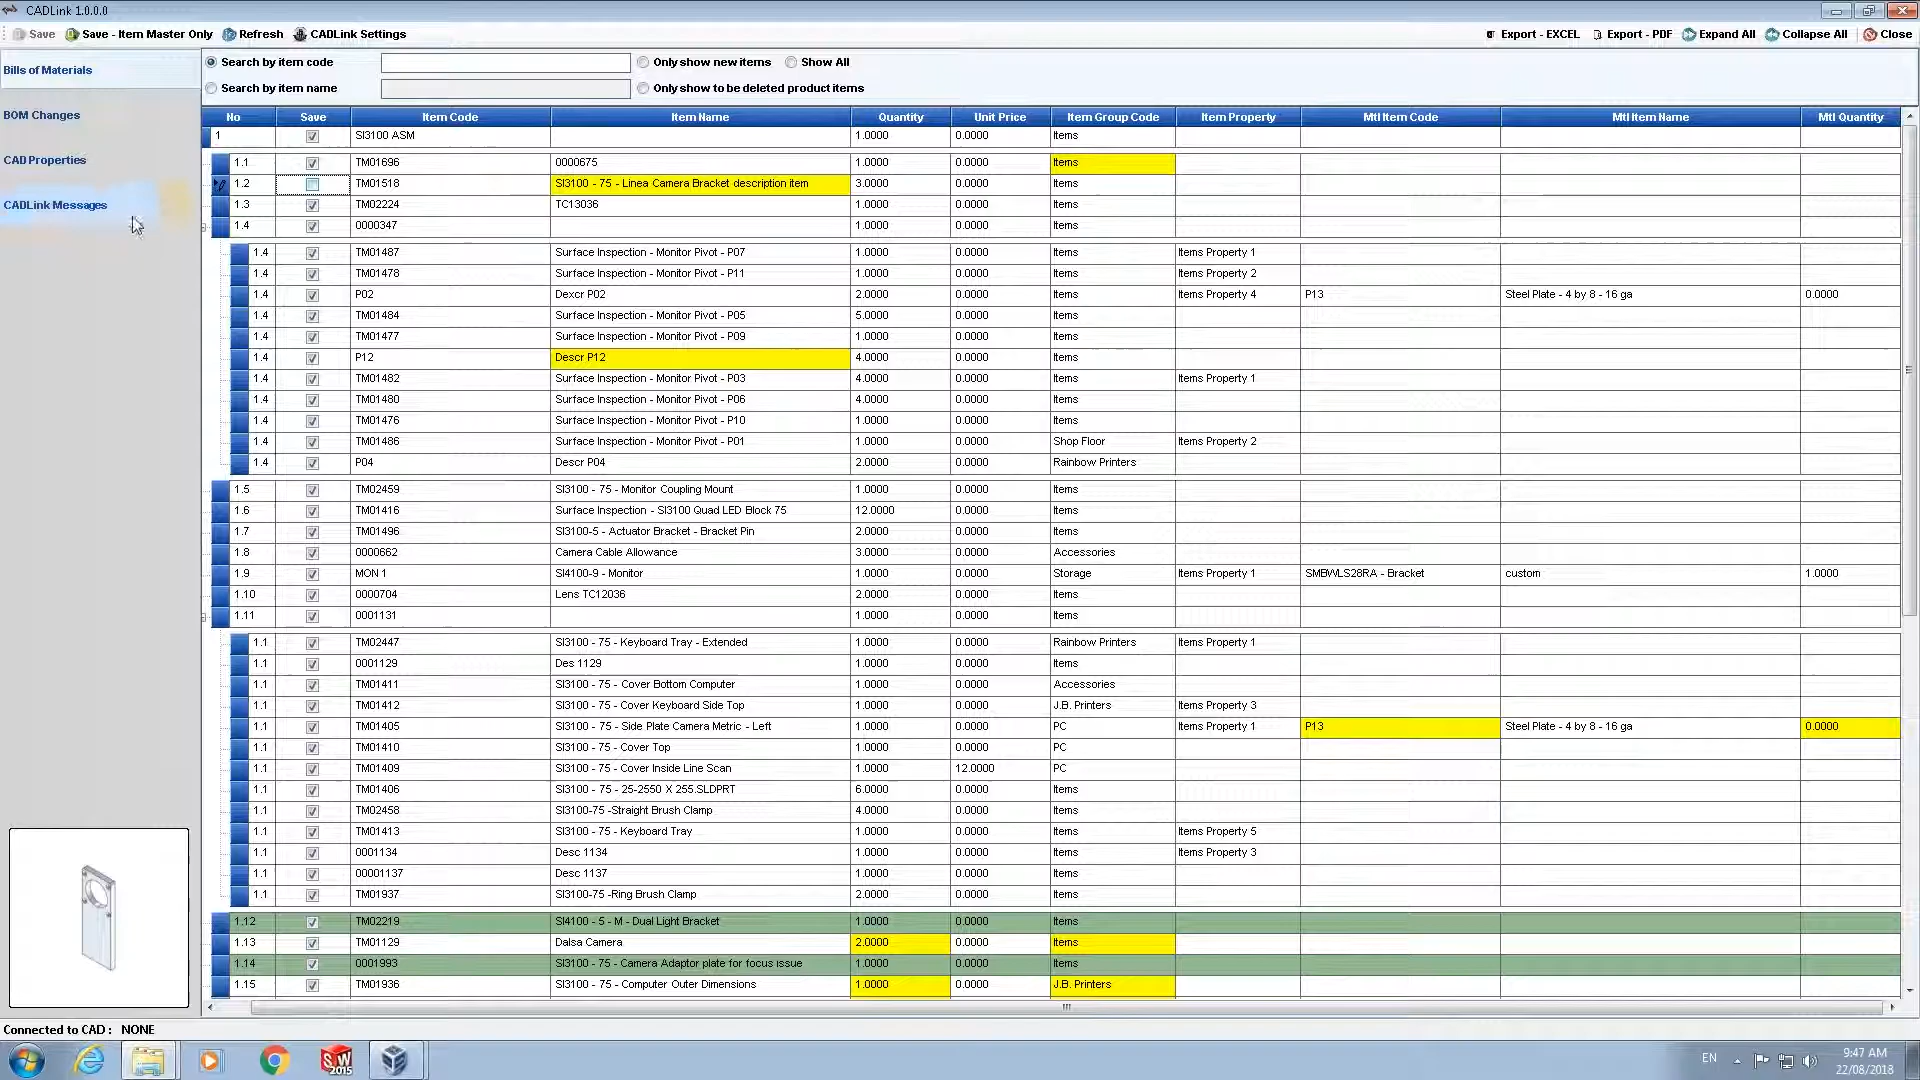 CADLink 1.0.0.0
Save Save - Item Master Only Refresh CADLink Settings Export - EXCEL Export - PDF Expand All Collapse All Close
Bills of Materials
BOM Changes
CAD Properties
CADLink Messages
Search by item code Only show new items Show All
Search by item name Only show to be deleted product items
No Save Item Code Item Name Quantity Unit Price Item Group Code Item Property Mtl Item Code Mtl Item Name Mtl Quantity
1 SI3100 ASM 1.0000 0.0000 Items
1.1 TM01696 0000675 1.0000 0.0000 Items
1.2 TM01518 SI3100 - 75 - Linea Camera Bracket description item 3.0000 0.0000 Items
1.3 TM02224 TC13036 1.0000 0.0000 Items
1.4 0000347 1.0000 0.0000 Items
1.4 TM01487 Surface Inspection - Monitor Pivot - P07 1.0000 0.0000 Items Items Property 1
1.4 TM01478 Surface Inspection - Monitor Pivot - P11 1.0000 0.0000 Items Items Property 2
1.4 P02 Dexcr P02 2.0000 0.0000 Items Items Property 4 P13 Steel Plate - 4 by 8 - 16 ga 0.0000
1.4 TM01484 Surface Inspection - Monitor Pivot - P05 5.0000 0.0000 Items
1.4 TM01477 Surface Inspection - Monitor Pivot - P09 1.0000 0.0000 Items
1.4 P12 Descr P12 4.0000 0.0000 Items
1.4 TM01482 Surface Inspection - Monitor Pivot - P03 4.0000 0.0000 Items Items Property 1
1.4 TM01480 Surface Inspection - Monitor Pivot - P06 4.0000 0.0000 Items
1.4 TM01476 Surface Inspection - Monitor Pivot - P10 1.0000 0.0000 Items
1.4 TM01486 Surface Inspection - Monitor Pivot - P01 1.0000 0.0000 Shop Floor Items Property 2
1.4 P04 Descr P04 2.0000 0.0000 Rainbow Printers
1.5 TM02459 SI3100 - 75 - Monitor Coupling Mount 1.0000 0.0000 Items
1.6 TM01416 Surface Inspection - SI3100 Quad LED Block 75 12.0000 0.0000 Items
1.7 TM01496 SI3100-5 - Actuator Bracket - Bracket Pin 2.0000 0.0000 Items
1.8 0000662 Camera Cable Allowance 3.0000 0.0000 Accessories
1.9 MON 1 SI4100-9 - Monitor 1.0000 0.0000 Storage Items Property 1 SMBWLS28RA - Bracket custom 1.0000
1.10 0000704 Lens TC12036 2.0000 0.0000 Items
1.11 0001131 1.0000 0.0000 Items
1.1 TM02447 SI3100 - 75 - Keyboard Tray - Extended 1.0000 0.0000 Rainbow Printers Items Property 1
1.1 0001129 Des 1129 1.0000 0.0000 Items
1.1 TM01411 SI3100 - 75 - Cover Bottom Computer 1.0000 0.0000 Accessories
1.1 TM01412 SI3100 - 75 - Cover Keyboard Side Top 1.0000 0.0000 J.B. Printers Items Property 3
1.1 TM01405 SI3100 - 75 - Side Plate Camera Metric - Left 1.0000 0.0000 PC Items Property 1 P13 Steel Plate - 4 by 8 - 16 ga 0.0000
1.1 TM01410 SI3100 - 75 - Cover Top 1.0000 0.0000 PC
1.1 TM01409 SI3100 - 75 - Cover Inside Line Scan 1.0000 12.0000 PC
1.1 TM01406 SI3100 - 75 - 25-2550 X 255.SLDPRT 6.0000 0.0000 Items
1.1 TM02458 SI3100-75 -Straight Brush Clamp 4.0000 0.0000 Items
1.1 TM01413 SI3100 - 75 - Keyboard Tray 1.0000 0.0000 Items Items Property 5
1.1 0001134 Desc 1134 1.0000 0.0000 Items Items Property 3
1.1 00001137 Desc 1137 1.0000 0.0000 Items
1.1 TM01937 SI3100-75 -Ring Brush Clamp 2.0000 0.0000 Items
1.12 TM02219 SI4100 - 5 - M - Dual Light Bracket 1.0000 0.0000 Items
1.13 TM01129 Dalsa Camera 2.0000 0.0000 Items
1.14 0001993 SI3100 - 75 - Camera Adaptor plate for focus issue 1.0000 0.0000 Items
1.15 TM01936 SI3100 - 75 - Computer Outer Dimensions 1.0000 0.0000 J.B. Printers
Connected to CAD : NONE
SW 2015
EN 9:47 AM
22/08/2018